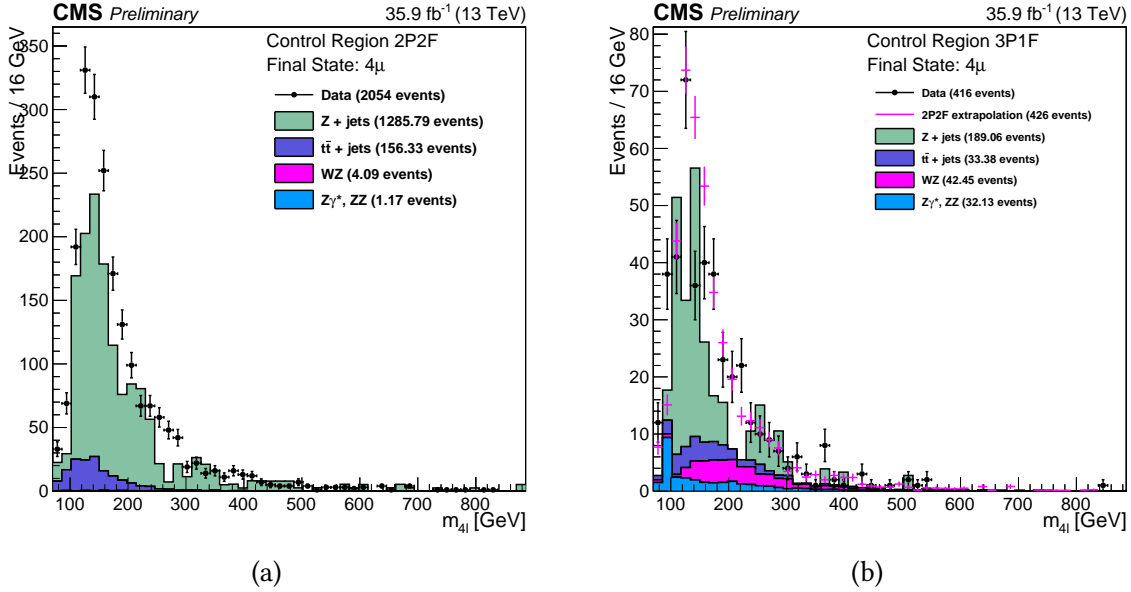 CMS Preliminary 35.9 fb⁻¹ (13 TeV)
Events / 16 GeV
Control Region 2P2F
Final State: 4μ
Data (2054 events)
Z + jets (1285.79 events)
tt̄ + jets (156.33 events)
WZ (4.09 events)
Zγ*, ZZ (1.17 events)
350
300
250
200
150
100
50
0
100 200 300 400 500 600 700 800
m4l [GeV]
(a)
CMS Preliminary 35.9 fb⁻¹ (13 TeV)
Events / 16 GeV
Control Region 3P1F
Final State: 4μ
Data (416 events)
2P2F extrapolation (426 events)
Z + jets (189.06 events)
tt̄ + jets (33.38 events)
WZ (42.45 events)
Zγ*, ZZ (32.13 events)
80
70
60
50
40
30
20
10
0
100 200 300 400 500 600 700 800
m4l [GeV]
(b)